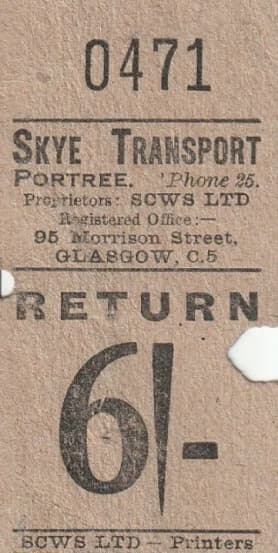 0471
SKYE TRANSPORT
PORTREE. 'Phone 25.
Proprietors: SCWS LTD
Registered Office:—
95 Morrison Street,
GLASGOW, C.5
RETURN
6/-
SCWS LTD — Printers